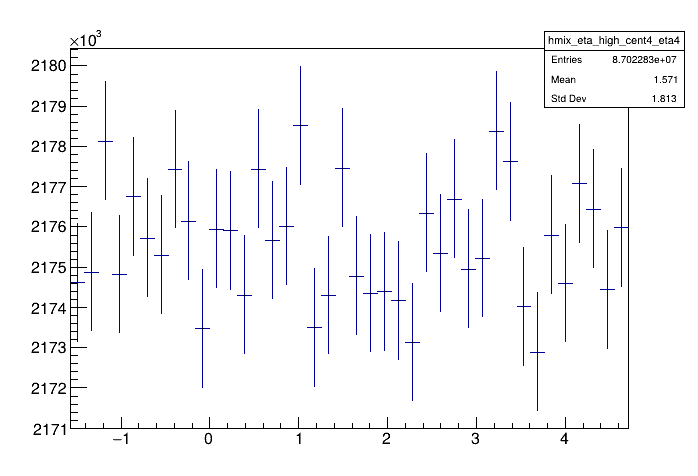 ×10³
hmix_eta_high_cent4_eta4
Entries 8.702283e+07
Mean 1.571
Std Dev 1.813
2180
2179
2178
2177
2176
2175
2174
2173
2172
2171
−1 0 1 2 3 4